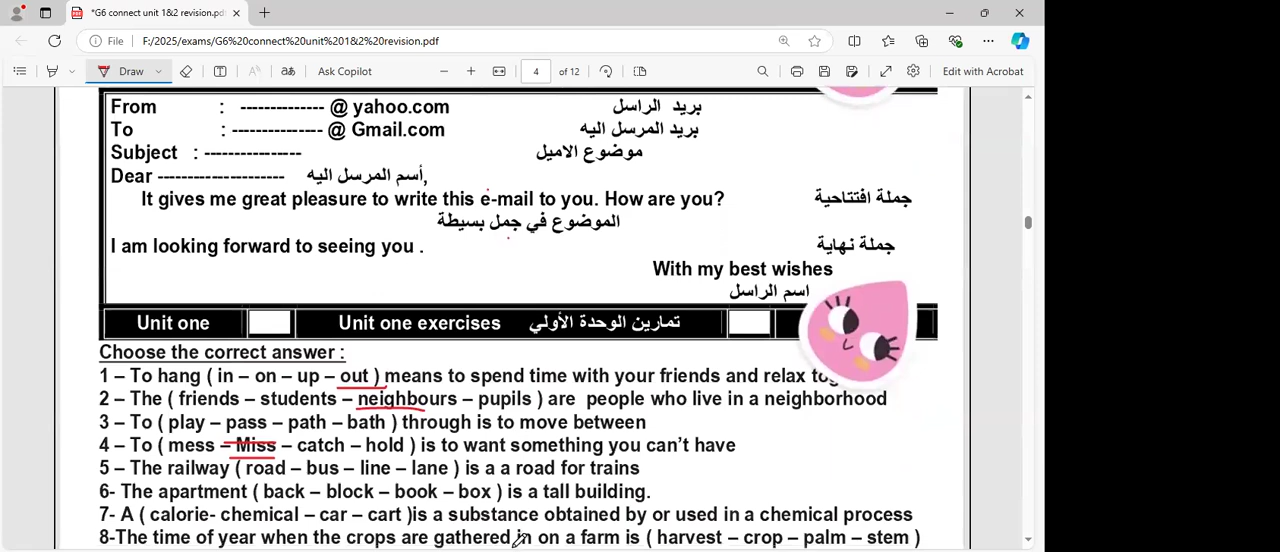 *G6 connect unit 1&2 revision.pdf
File F:/2025/exams/G6%20connect%20unit%201&2%20revision.pdf
Draw Ask Copilot 4 of 12 Edit with Acrobat
From : -------------- @ yahoo.com بريد الراسل
To : --------------- @ Gmail.com بريد المرسل اليه
Subject : ---------------- موضوع الاميل
Dear --------------------- أسم المرسل اليه,
It gives me great pleasure to write this e-mail to you. How are you? جملة افتتاحية
الموضوع في جمل بسيطة
I am looking forward to seeing you . جملة نهاية
With my best wishes
اسم الراسل
Unit one Unit one exercises تمارين الوحدة الأولي
Choose the correct answer :
1 – To hang ( in – on – up – out ) means to spend time with your friends and relax
2 – The ( friends – students – neighbours – pupils ) are people who live in a neighborhood
3 – To ( play – pass – path – bath ) through is to move between
4 – To ( mess – Miss – catch – hold ) is to want something you can't have
5 – The railway ( road – bus – line – lane ) is a a road for trains
6- The apartment ( back – block – book – box ) is a tall building.
7- A ( calorie- chemical – car – cart )is a substance obtained by or used in a chemical process
8-The time of year when the crops are gathered in on a farm is ( harvest – crop – palm – stem )